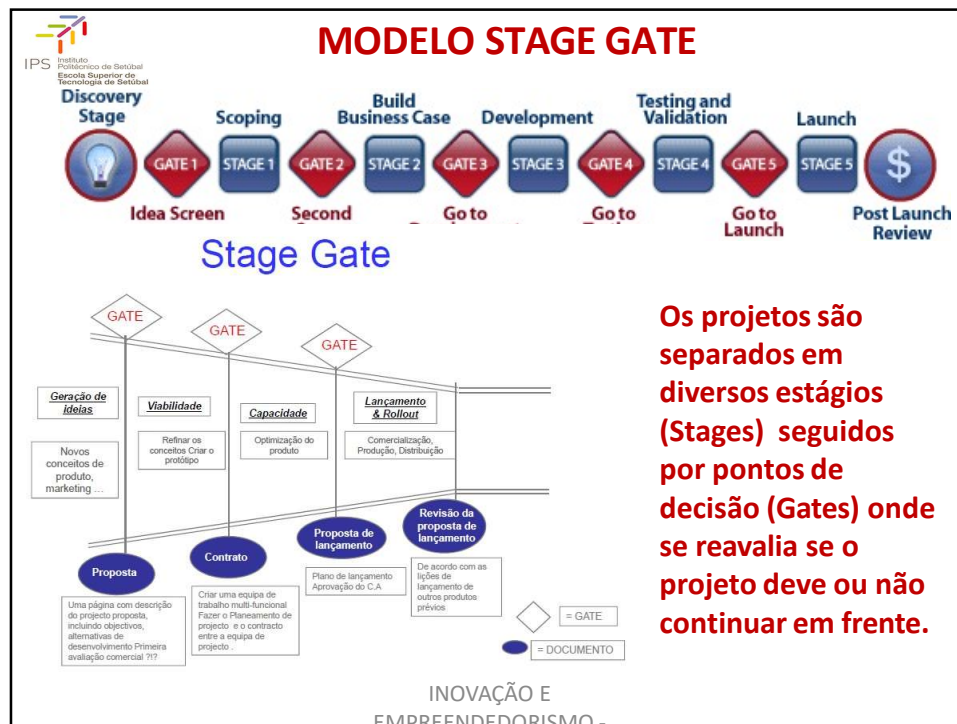 MODELO STAGE GATE
IPS Instituto
Politécnico de Setúbal
Escola Superior de
Tecnologia de Setúbal
Discovery
Stage
Scoping
Build
Business Case
Development
Testing and
Validation
Launch
GATE 1
STAGE 1
GATE 2
STAGE 2
GATE 3
STAGE 3
GATE 4
STAGE 4
GATE 5
STAGE 5
$
Idea Screen
Second
Go to
Go to
Go to
Launch
Post Launch
Review
Stage Gate
GATE
GATE
GATE
Geração de
ideias
Viabilidade
Capacidade
Lançamento
& Rollout
Novos
conceitos de
produto,
marketing ...
Refinar os
conceitos Criar o
protótipo
Optimização do
produto
Comercialização,
Produção, Distribuição
Proposta
Contrato
Proposta de
lançamento
Revisão da
proposta de
lançamento
Uma página com descrição
do projecto proposta,
incluindo objectivos,
alternativas de
desenvolvimento Primeira
avaliação comercial ?!?
Criar uma equipa de
trabalho multi-funcional
Fazer o Planeamento de
projecto e o contracto
entre a equipa de
projecto .
Plano de lançamento
Aprovação do C.A
De acordo com as
lições de
lançamento de
outros produtos
prévios
= GATE
= DOCUMENTO
Os projetos são
separados em
diversos estágios
(Stages) seguidos
por pontos de
decisão (Gates) onde
se reavalia se o
projeto deve ou não
continuar em frente.
INOVAÇÃO E
EMPREENDEDORISMO -